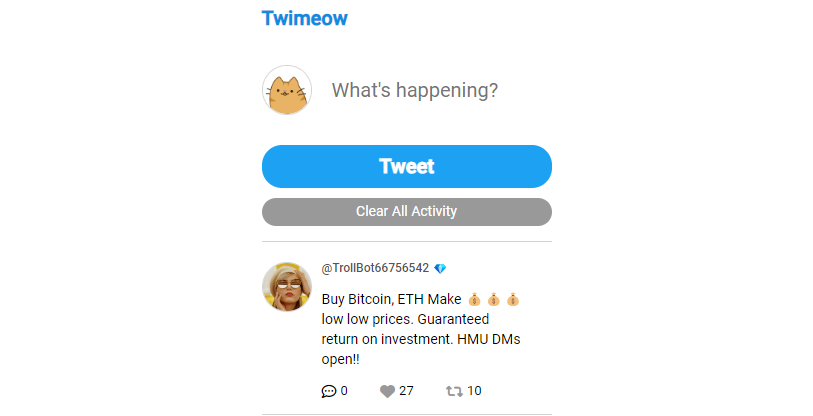 Twimeow
What's happening?
Tweet
Clear All Activity
@TrollBot66756542 💎
Buy Bitcoin, ETH Make 💰 💰 💰
low low prices. Guaranteed
return on investment. HMU DMs
open!!
0 27 10